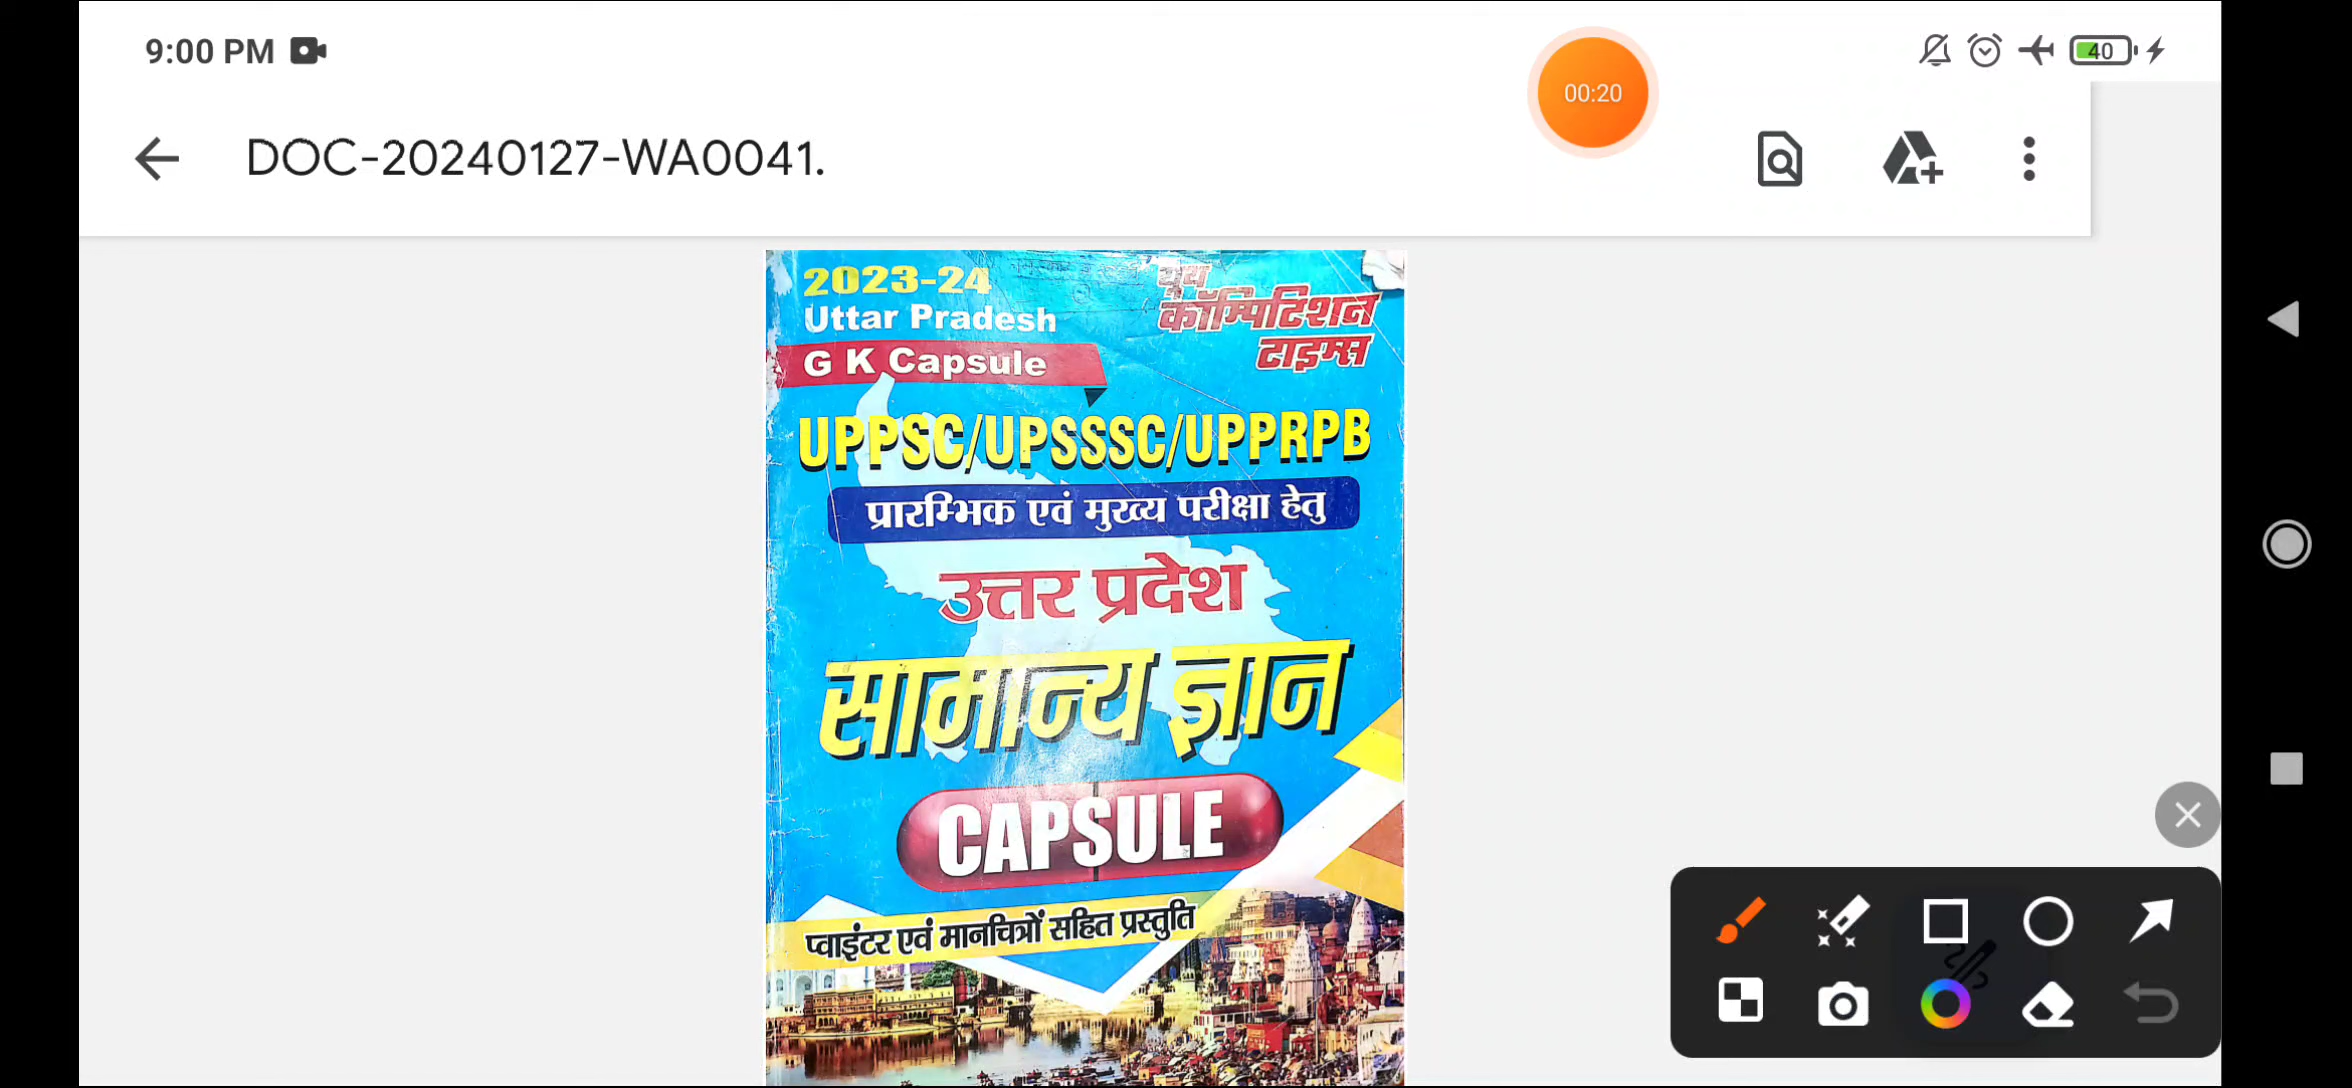 9:00 PM
40
00:20
DOC-20240127-WA0041.
2023-24
Uttar Pradesh
G K Capsule
यूथ
कॉम्पिटिशन
टाइम्स
UPPSC/UPSSSC/UPPRPB
प्रारम्भिक एवं मुख्य परीक्षा हेतु
उत्तर प्रदेश
सामान्य ज्ञान
CAPSULE
प्वाइंटर एवं मानचित्रों सहित प्रस्तुति